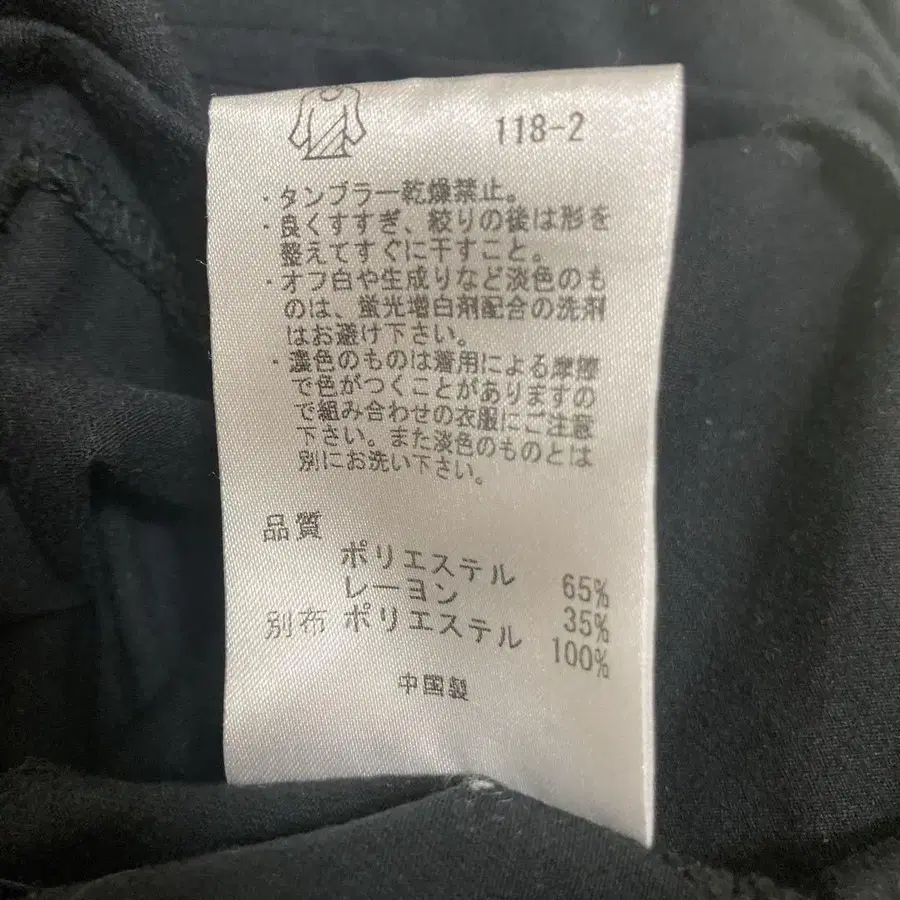 118-2
・タンブラー乾燥禁止。
・良くすすぎ、絞りの後は形を
整えてすぐに干すこと。
・オフ白や生成りなど淡色のも
のは、蛍光増白剤配合の洗剤
はお避け下さい。
・濃色のものは着用による摩擦
で色がつくことがありますの
で組み合わせの衣服にご注意
下さい。また淡色のものとは
別にお洗い下さい。
品質
ポリエステル 65%
レーヨン 35%
別布 ポリエステル 100%
中国製